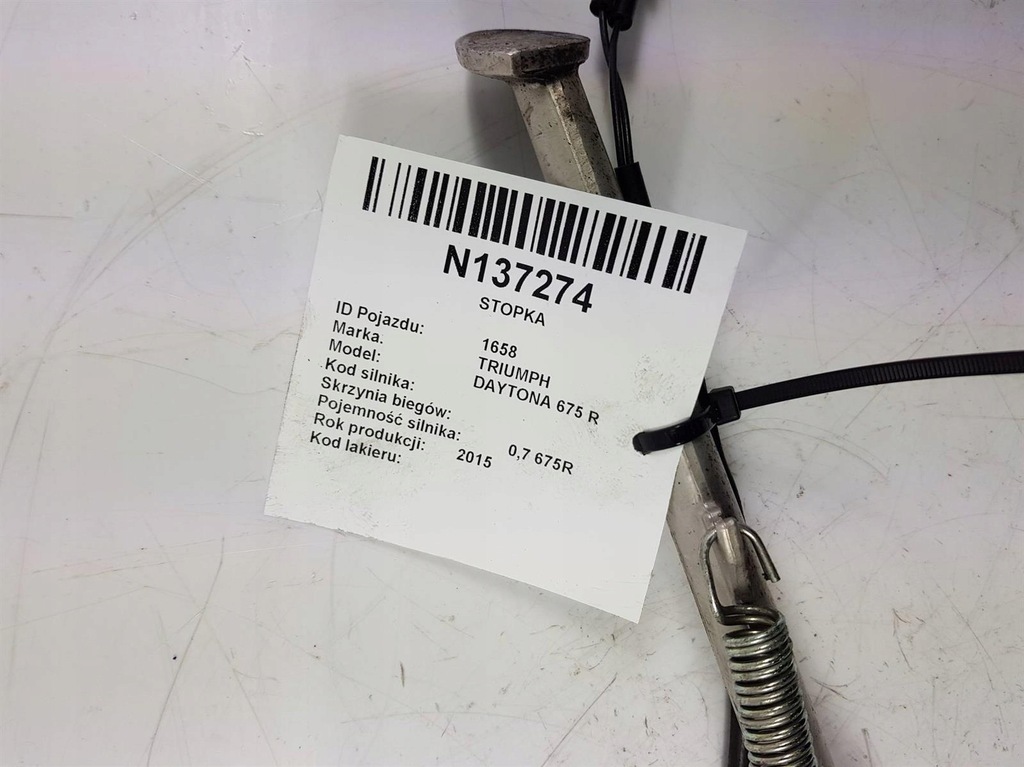 N137274
STOPKA
ID Pojazdu: 1658
Marka. TRIUMPH
Model: DAYTONA 675 R
Kod silnika:
Skrzynia biegów:
Pojemność silnika: 0,7 675R
Rok produkcji: 2015
Kod lakieru: